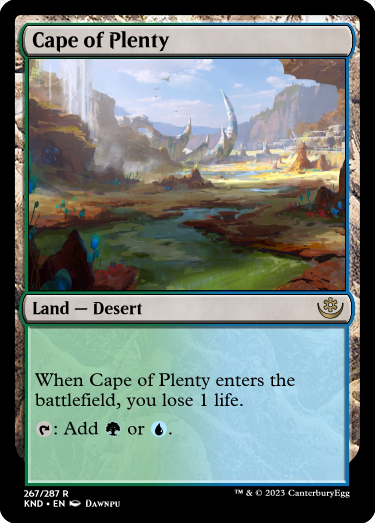 Cape of Plenty
Land — Desert
When Cape of Plenty enters the
battlefield, you lose 1 life.
: Add or .
267/287 R
KND • EN DAWNPU
™ & © 2023 CanterburyEgg